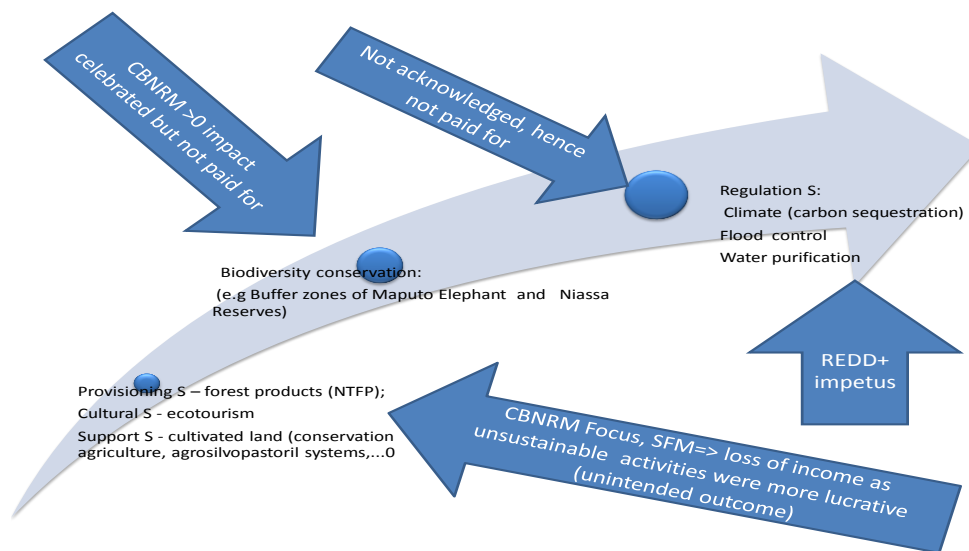 CBNRM >0 impact
celebrated but not paid for
Not acknowledged, hence
not paid for
Regulation S:
Climate (carbon sequestration)
Flood control
Water purification
Biodiversity conservation:
(e.g Buffer zones of Maputo Elephant and Niassa
Reserves)
REDD+
impetus
Provisioning S – forest products (NTFP);
Cultural S - ecotourism
Support S - cultivated land (conservation
agriculture, agrosilvopastoril systems,...0
CBNRM Focus, SFM=> loss of income as
unsustainable activities were more lucrative
(unintended outcome)